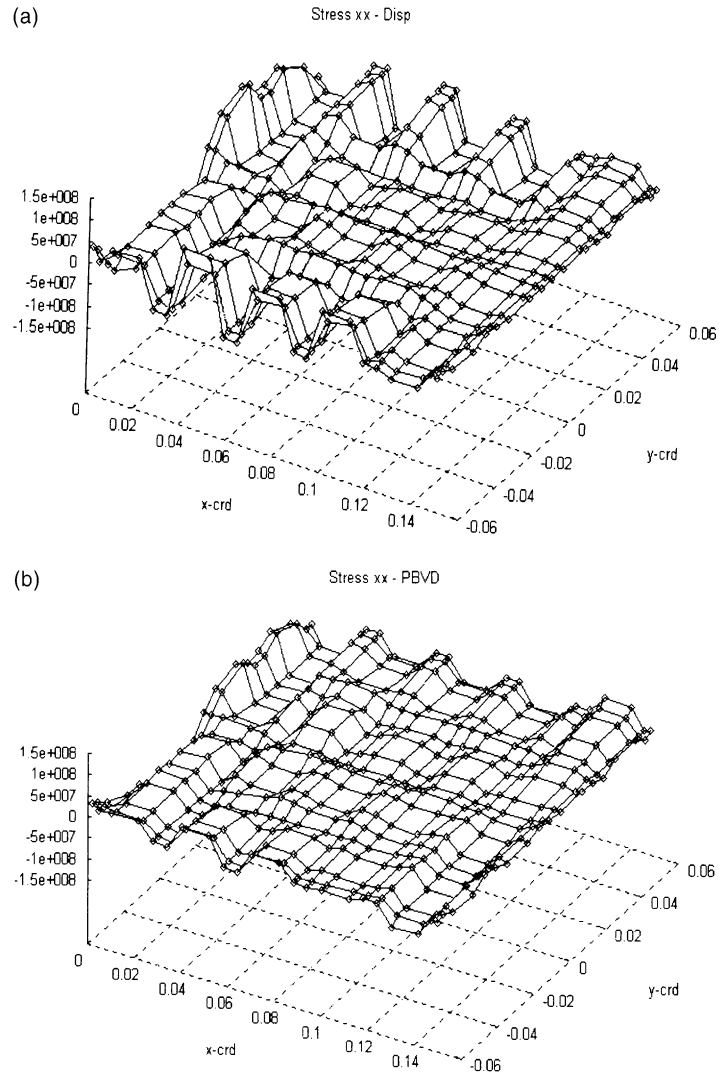 (a)
Stress xx - Disp
1.5e+008
1e+008
5e+007
0
-5e+007
-1e+008
-1.5e+008
0
0.02
0.04
0.06
0.08
0.1
0.12
0.14
x-crd
-0.06
-0.04
-0.02
0
0.02
0.04
0.06
y-crd
(b)
Stress xx - PBVD
1.5e+008
1e+008
5e+007
0
-5e+007
-1e+008
-1.5e+008
0
0.02
0.04
0.06
0.08
0.1
0.12
0.14
x-crd
-0.06
-0.04
-0.02
0
0.02
0.04
0.06
y-crd